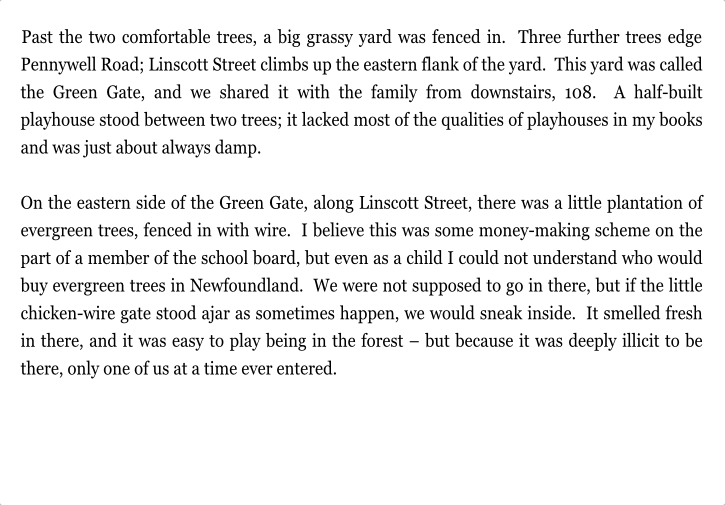 Past the two comfortable trees, a big grassy yard was fenced in.  Three further trees edge
Pennywell Road; Linscott Street climbs up the eastern flank of the yard.  This yard was called
the Green Gate, and we shared it with the family from downstairs, 108.  A half-built
playhouse stood between two trees; it lacked most of the qualities of playhouses in my books
and was just about always damp.

On the eastern side of the Green Gate, along Linscott Street, there was a little plantation of
evergreen trees, fenced in with wire.  I believe this was some money-making scheme on the
part of a member of the school board, but even as a child I could not understand who would
buy evergreen trees in Newfoundland.  We were not supposed to go in there, but if the little
chicken-wire gate stood ajar as sometimes happen, we would sneak inside.  It smelled fresh
in there, and it was easy to play being in the forest – but because it was deeply illicit to be
there, only one of us at a time ever entered.